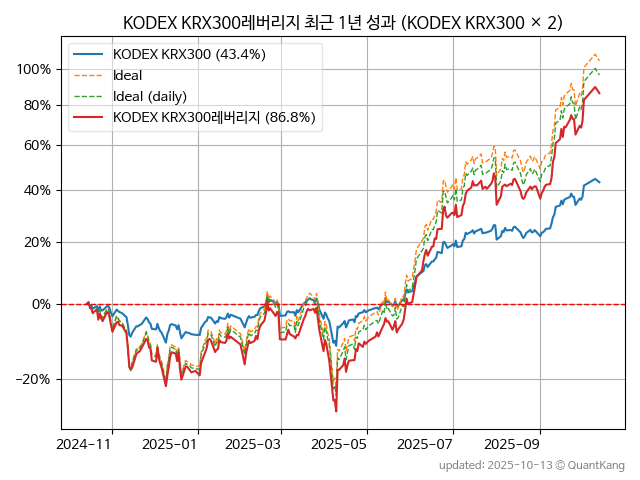 KODEX KRX300레버리지 최근 1년 성과 (KODEX KRX300 × 2)
KODEX KRX300 (43.4%)
Ideal
Ideal (daily)
KODEX KRX300레버리지 (86.8%)
100%
80%
60%
40%
20%
0%
−20%
2024-11 2025-01 2025-03 2025-05 2025-07 2025-09
updated: 2025-10-13 © QuantKang